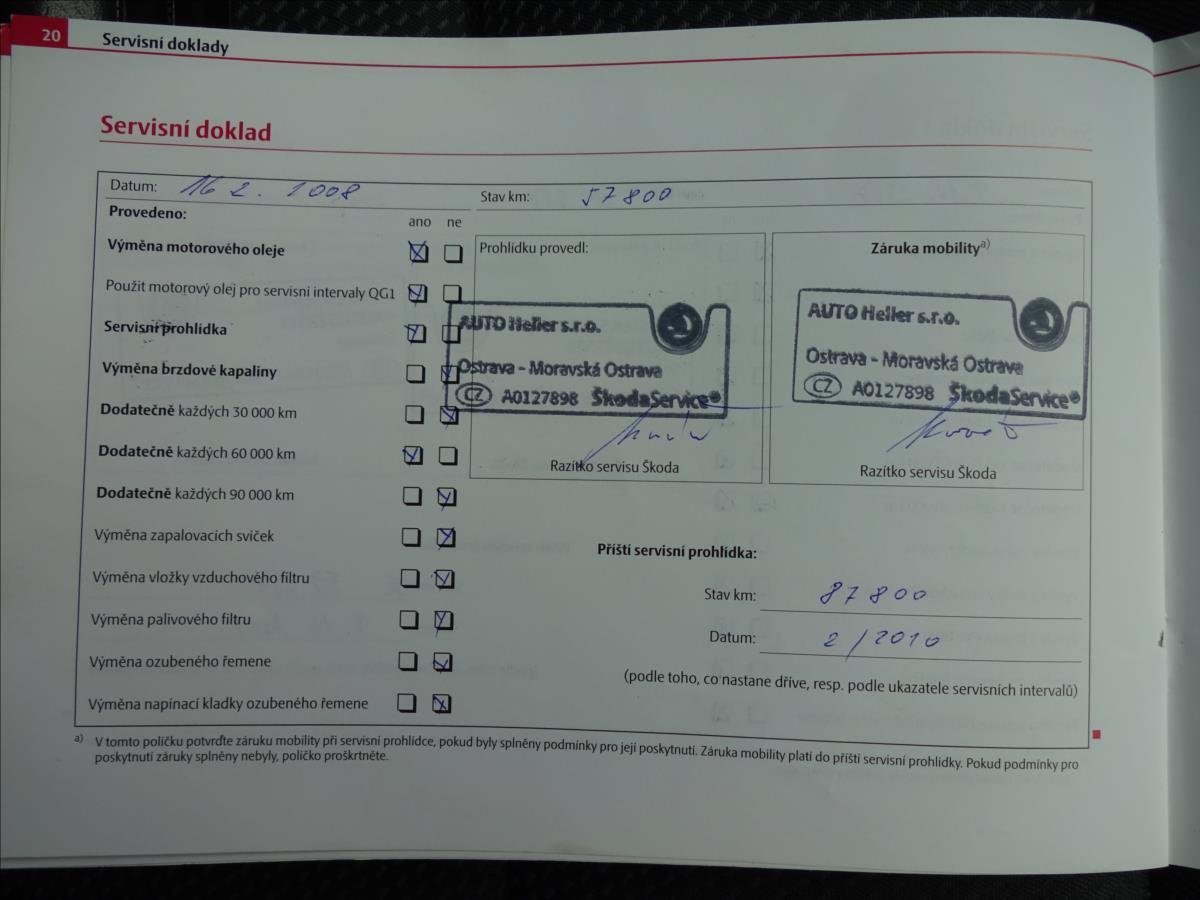 20 Servisní doklady
Servisní doklad
Datum: 16 2. 2008
Stav km: 57800
Provedeno:
ano ne
Výměna motorového oleje
Použit motorový olej pro servisní intervaly QG1
Servisní prohlídka
Výměna brzdové kapaliny
Dodatečně každých 30 000 km
Dodatečně každých 60 000 km
Dodatečně každých 90 000 km
Výměna zapalovacích svíček
Výměna vložky vzduchového filtru
Výměna palivového filtru
Výměna ozubeného řemene
Výměna napínací kladky ozubeného řemene
Prohlídku provedl:
AUTO Heller s.r.o.
Ostrava - Moravská Ostrava
CZ A0127898 ŠkodaService®
Razítko servisu Škoda
Záruka mobility a)
AUTO Heller s.r.o.
Ostrava - Moravská Ostrava
CZ A0127898 ŠkodaService®
Razítko servisu Škoda
Příští servisní prohlídka:
Stav km: 87800
Datum: 2/2010
(podle toho, co nastane dříve, resp. podle ukazatele servisních intervalů)
a) V tomto políčku potvrďte záruku mobility při servisní prohlídce, pokud byly splněny podmínky pro její poskytnutí. Záruka mobility platí do příští servisní prohlídky. Pokud podmínky pro
poskytnutí záruky splněny nebyly, políčko proškrtněte.